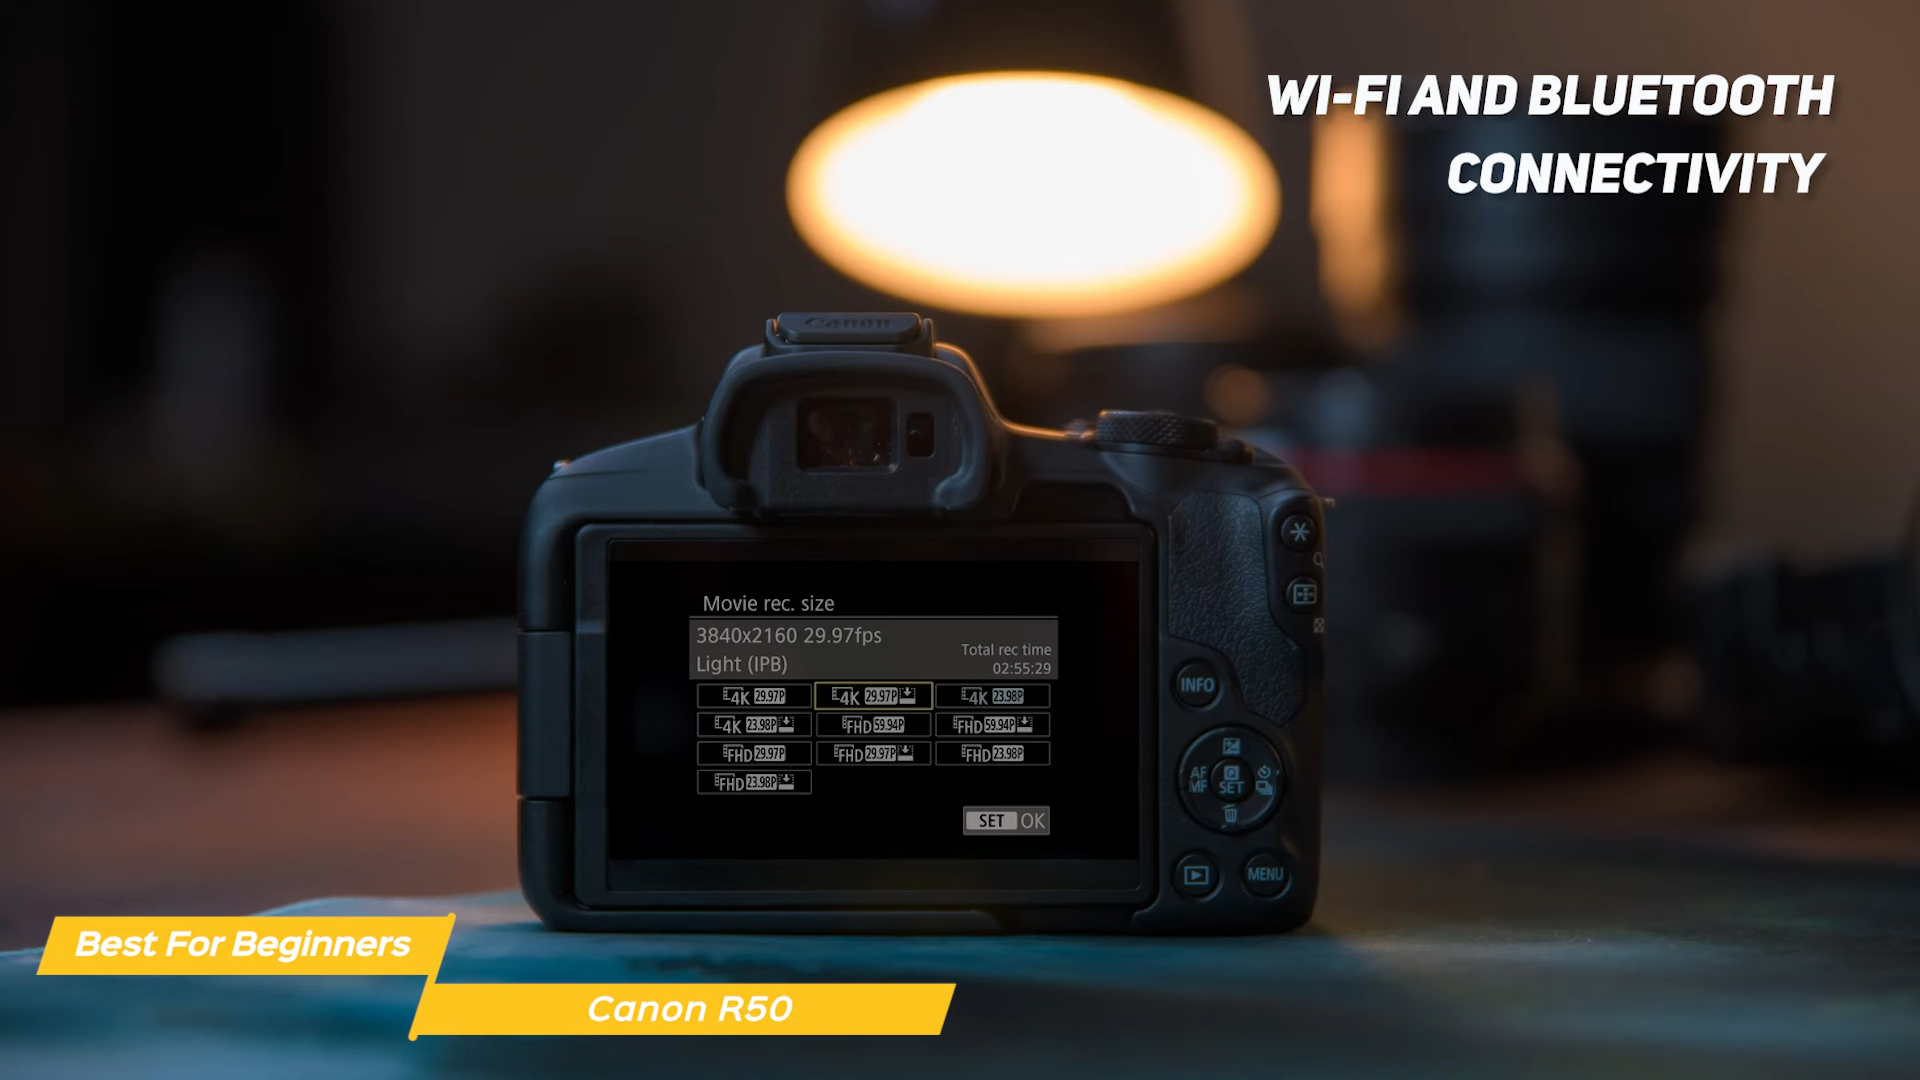 WI-FI AND BLUETOOTH
CONNECTIVITY
Canon
Movie rec. size
3840x2160 29.97fps
Light (IPB)
Total rec time
02:55:29
4K 29.97P
4K 29.97P
4K 23.98P
4K 23.98P
FHD 59.94P
FHD 59.94P
FHD 29.97P
FHD 29.97P
FHD 23.98P
FHD 23.98P
SET OK
INFO
AF
MF
SET
MENU
Best For Beginners
Canon R50